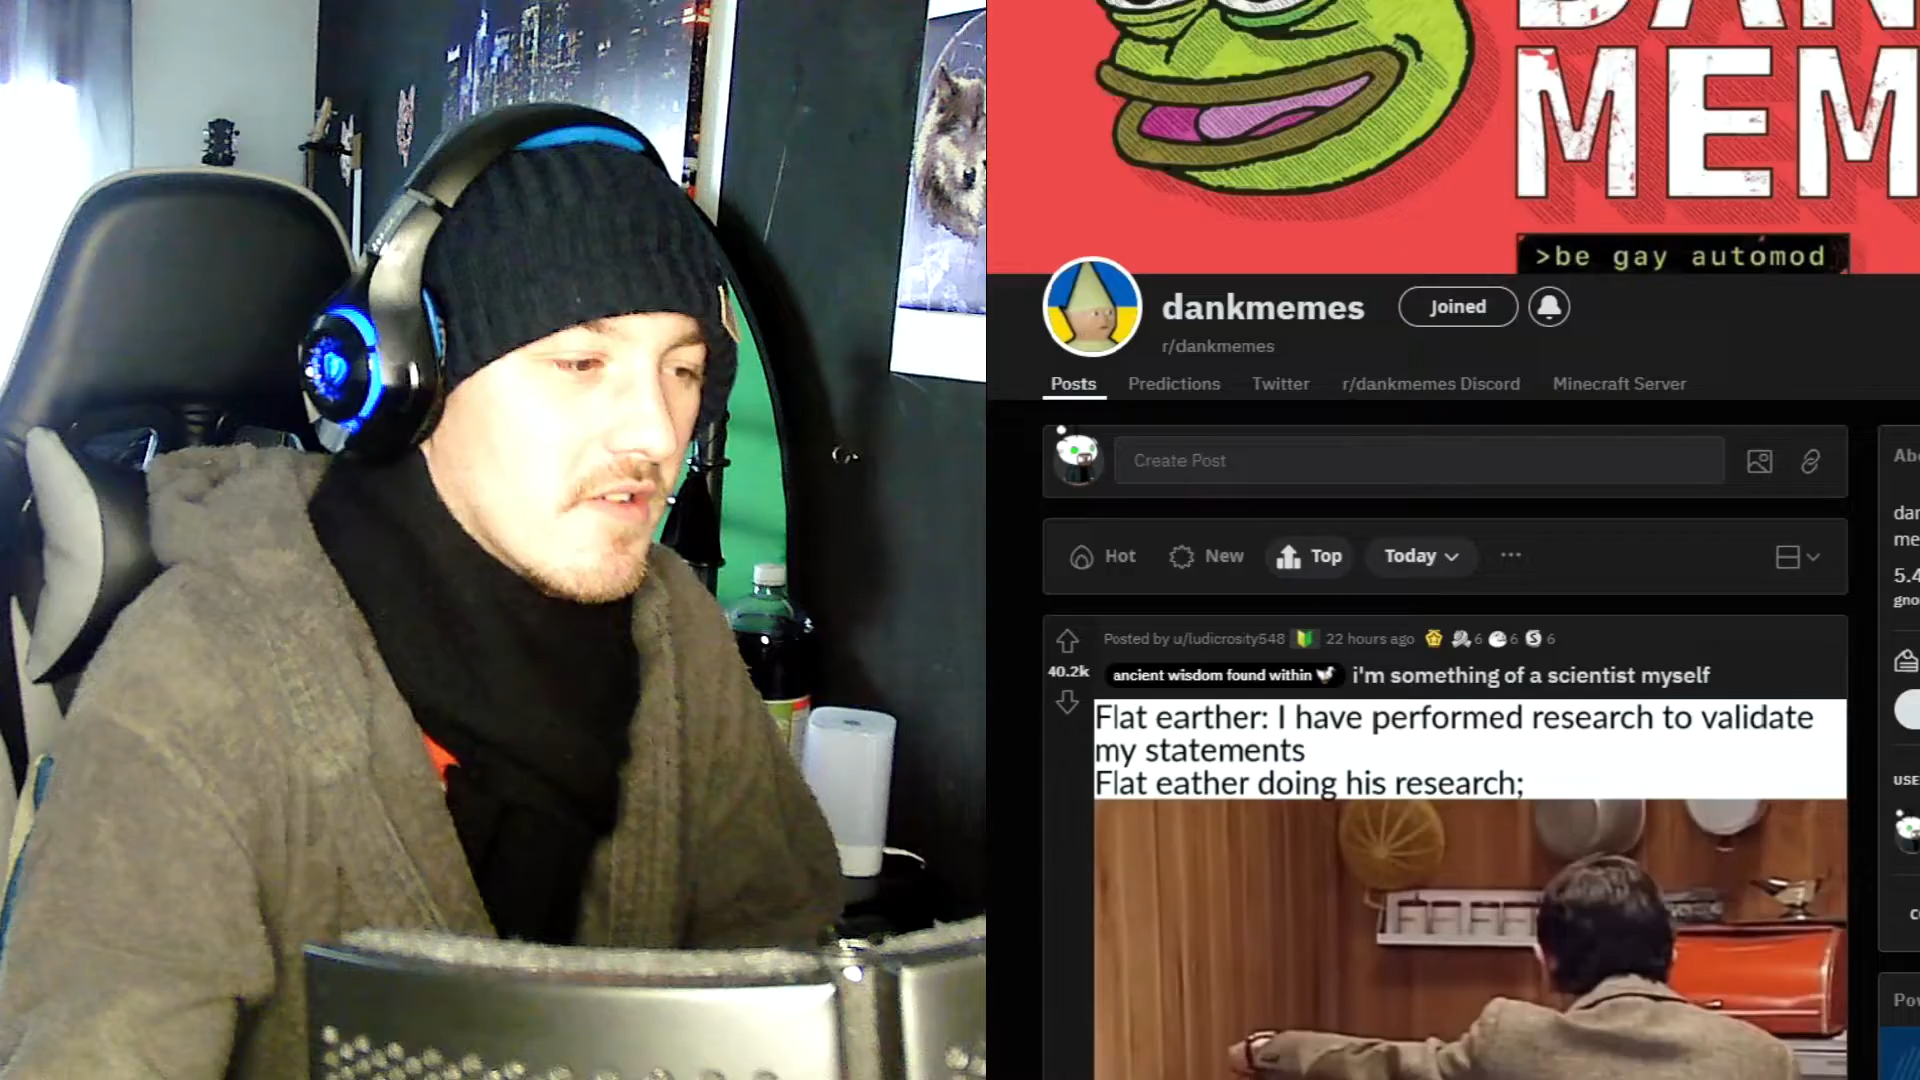 MEM
>be gay automod
dankmemes
Joined
r/dankmemes
Posts
Predictions
Twitter
r/dankmemes Discord
Minecraft Server
Create Post
Hot
New
Top
Today
Posted by u/ludicrosity548
22 hours ago
6
6
6
40.2k
ancient wisdom found within
i'm something of a scientist myself
Flat earther: I have performed research to validate
my statements
Flat eather doing his research;